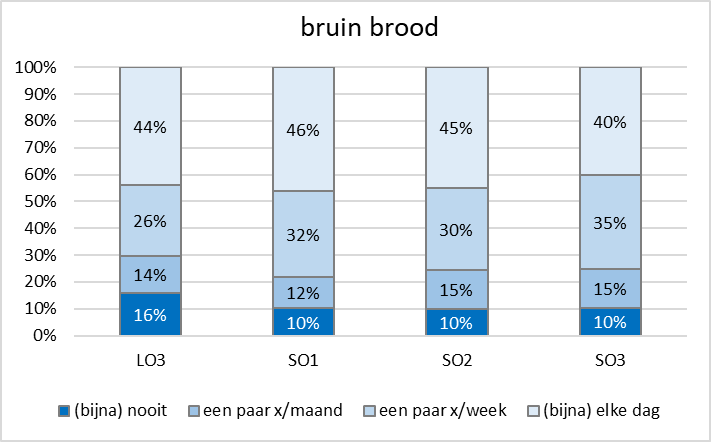 bruin brood
100%
90%
80%
70%
60%
50%
40%
30%
20%
10%
0%
44% 46% 45% 40%
26% 32% 30% 35%
14% 12% 15% 15%
16% 10% 10% 10%
LO3 SO1 SO2 SO3
(bijna) nooit een paar x/maand een paar x/week (bijna) elke dag